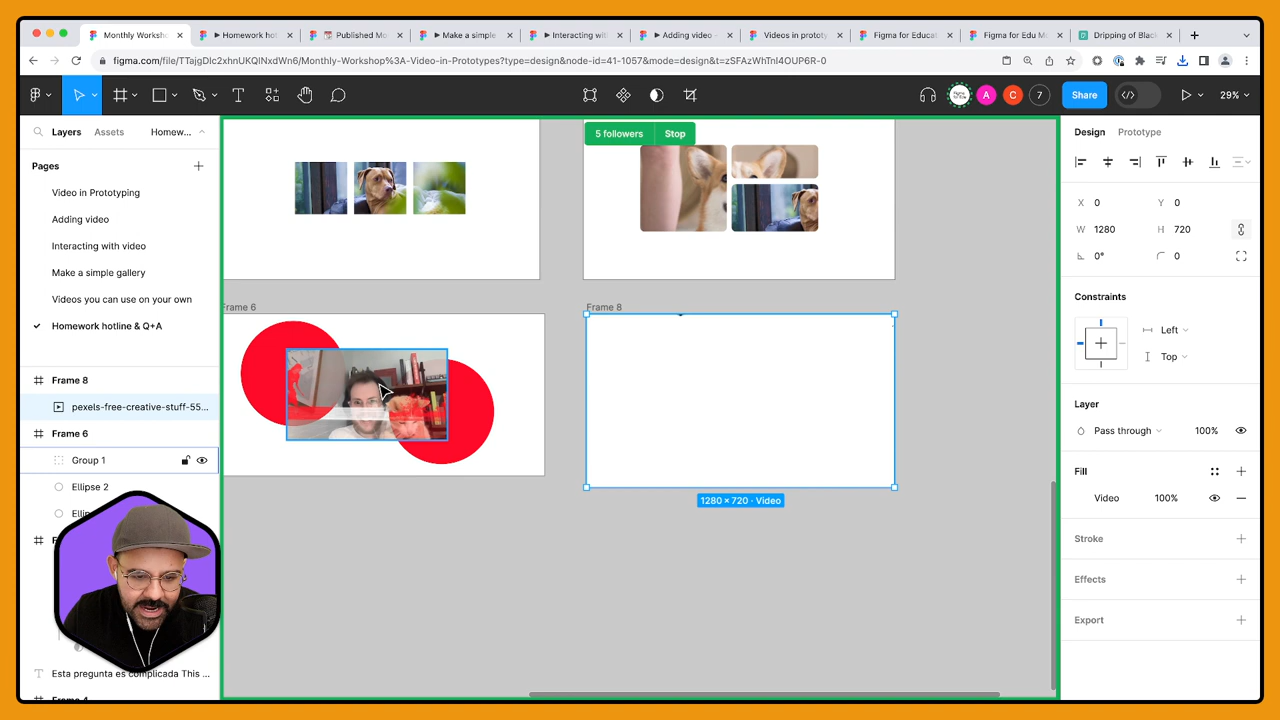 Monthly Worksho
▶ Homework hot
Published Mo
▶ Make a simple
▶ Interacting wit
▶ Adding video -
Videos in prototy
Figma for Educat
Figma for Edu M
Dripping of Black
figma.com/file/TTajgDlc2xhnUKQlNxdWn6/Monthly-Workshop%3A-Video-in-Prototypes?type=design&node-id=41-1057&mode=design&t=zSFAzWhTnI4OUP6R-0
A
C
7
Share
29%
Layers
Assets
Homew...
5 followers
Stop
Design
Prototype
Pages
Video in Prototyping
Adding video
Interacting with video
Make a simple gallery
Videos you can use on your own
Homework hotline & Q+A
Frame 8
pexels-free-creative-stuff-55...
Frame 6
Group 1
Ellipse 2
Esta pregunta es complicada This ...
Frame 6
Frame 8
1280 × 720 · Video
X 0
Y 0
W 1280
H 720
0°
0
Constraints
Left
Top
Layer
Pass through
100%
Fill
Video
100%
Stroke
Effects
Export